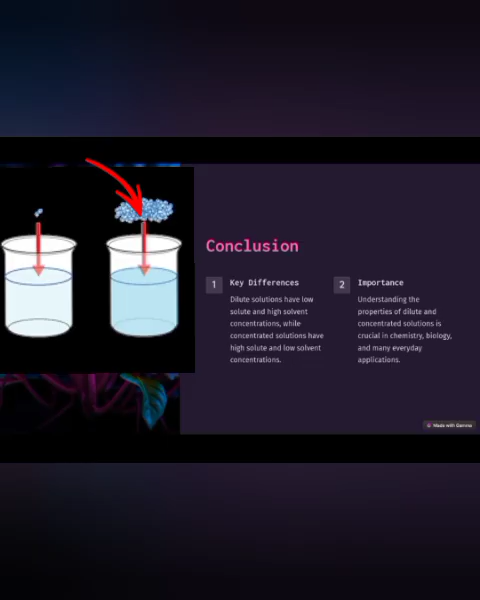 Conclusion
1 Key Differences
Dilute solutions have low
solute and high solvent
concentrations, while
concentrated solutions have
high solute and low solvent
concentrations.
2 Importance
Understanding the
properties of dilute and
concentrated solutions is
crucial in chemistry, biology,
and many everyday
applications.
Made with Gamma